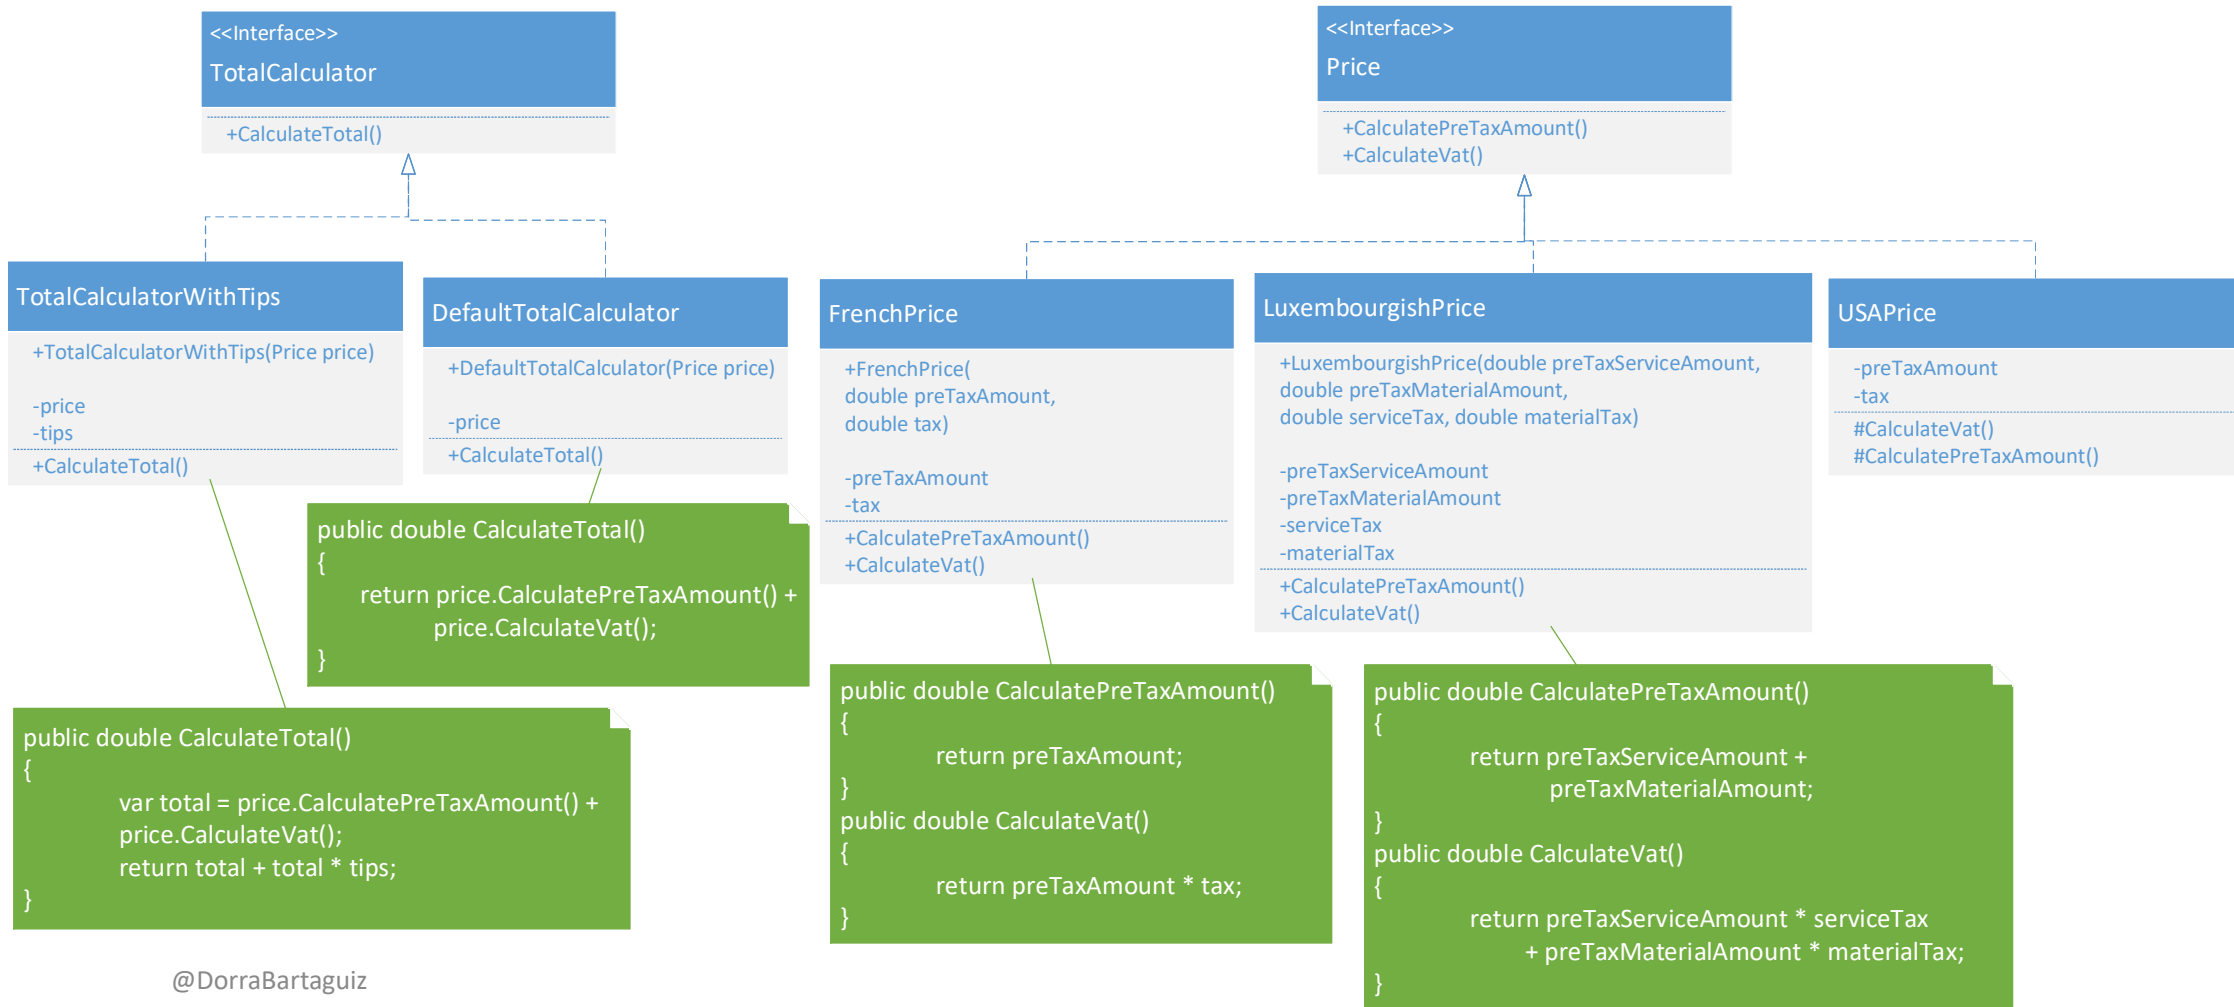 <<Interface>>
TotalCalculator
+CalculateTotal()
<<Interface>>
Price
+CalculatePreTaxAmount()
+CalculateVat()
TotalCalculatorWithTips
+TotalCalculatorWithTips(Price price)
-price
-tips
+CalculateTotal()
DefaultTotalCalculator
+DefaultTotalCalculator(Price price)
-price
+CalculateTotal()
FrenchPrice
+FrenchPrice(
double preTaxAmount,
double tax)
-preTaxAmount
-tax
+CalculatePreTaxAmount()
+CalculateVat()
LuxembourgishPrice
+LuxembourgishPrice(double preTaxServiceAmount,
double preTaxMaterialAmount,
double serviceTax, double materialTax)
-preTaxServiceAmount
-preTaxMaterialAmount
-serviceTax
-materialTax
+CalculatePreTaxAmount()
+CalculateVat()
USAPrice
-preTaxAmount
-tax
#CalculateVat()
#CalculatePreTaxAmount()
public double CalculateTotal()
{
return price.CalculatePreTaxAmount() +
price.CalculateVat();
}
public double CalculateTotal()
{
var total = price.CalculatePreTaxAmount() +
price.CalculateVat();
return total + total * tips;
}
public double CalculatePreTaxAmount()
{
return preTaxAmount;
}
public double CalculateVat()
{
return preTaxAmount * tax;
}
public double CalculatePreTaxAmount()
{
return preTaxServiceAmount +
preTaxMaterialAmount;
}
public double CalculateVat()
{
return preTaxServiceAmount * serviceTax
+ preTaxMaterialAmount * materialTax;
}
@DorraBartaguiz